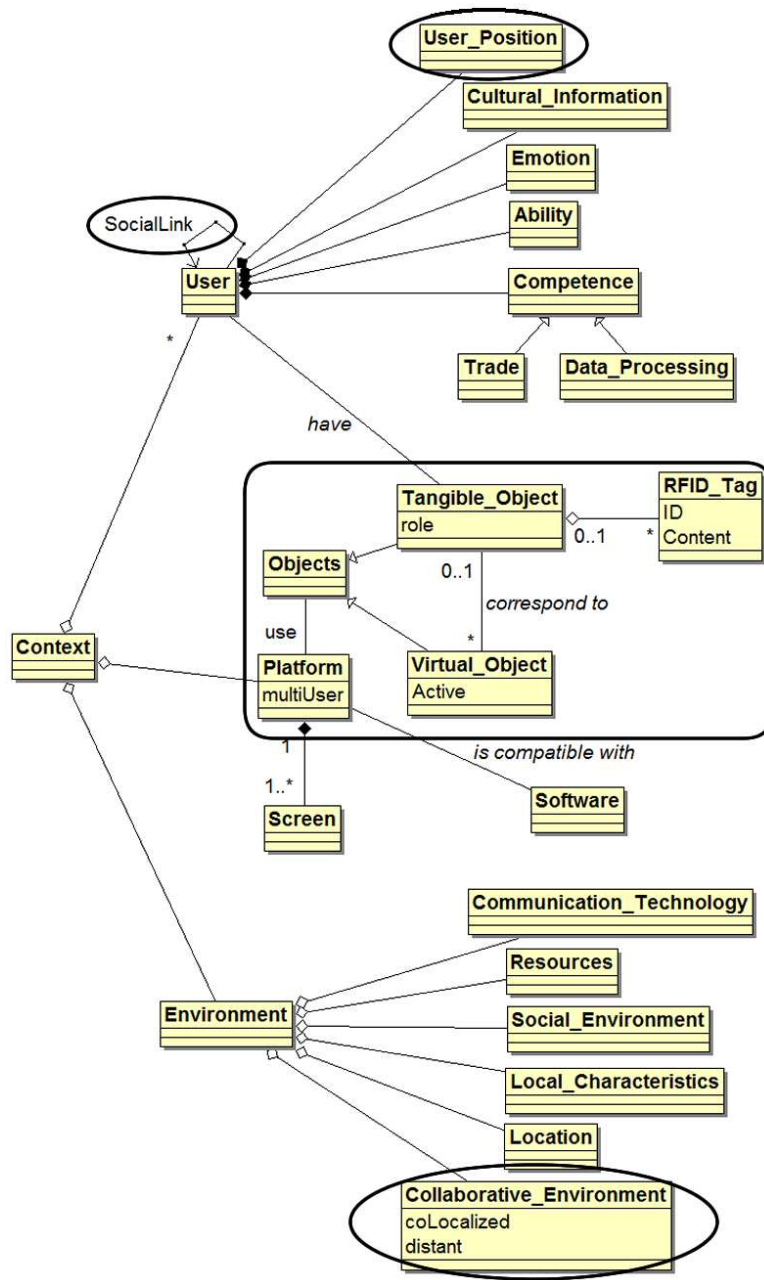 User_Position
Cultural_Information
Emotion
Ability
SocialLink
User
Competence
*
Trade
Data_Processing
have
Tangible_Object
role
RFID_Tag
ID
Content
0..1
*
Objects
0..1
correspond to
use
*
Context
Platform
multiUser
Virtual_Object
Active
1
is compatible with
1..*
Screen
Software
Communication_Technology
Resources
Environment
Social_Environment
Local_Characteristics
Location
Collaborative_Environment
coLocalized
distant